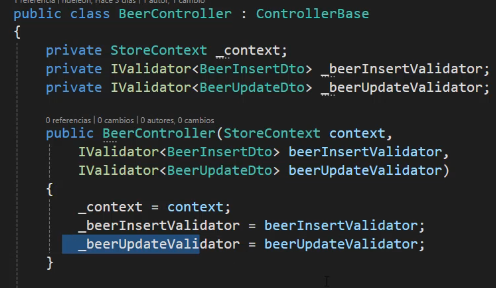 1 referencia | hdeleon, Hace 3 días | 1 autor, 1 cambio
public class BeerController : ControllerBase
{
private StoreContext _context;
private IValidator<BeerInsertDto> _beerInsertValidator;
private IValidator<BeerUpdateDto> _beerUpdateValidator;
0 referencias | 0 cambios | 0 autores, 0 cambios
public BeerController(StoreContext context,
IValidator<BeerInsertDto> beerInsertValidator,
IValidator<BeerUpdateDto> beerUpdateValidator)
{
_context = context;
_beerInsertValidator = beerInsertValidator;
_beerUpdateValidator = beerUpdateValidator;
}